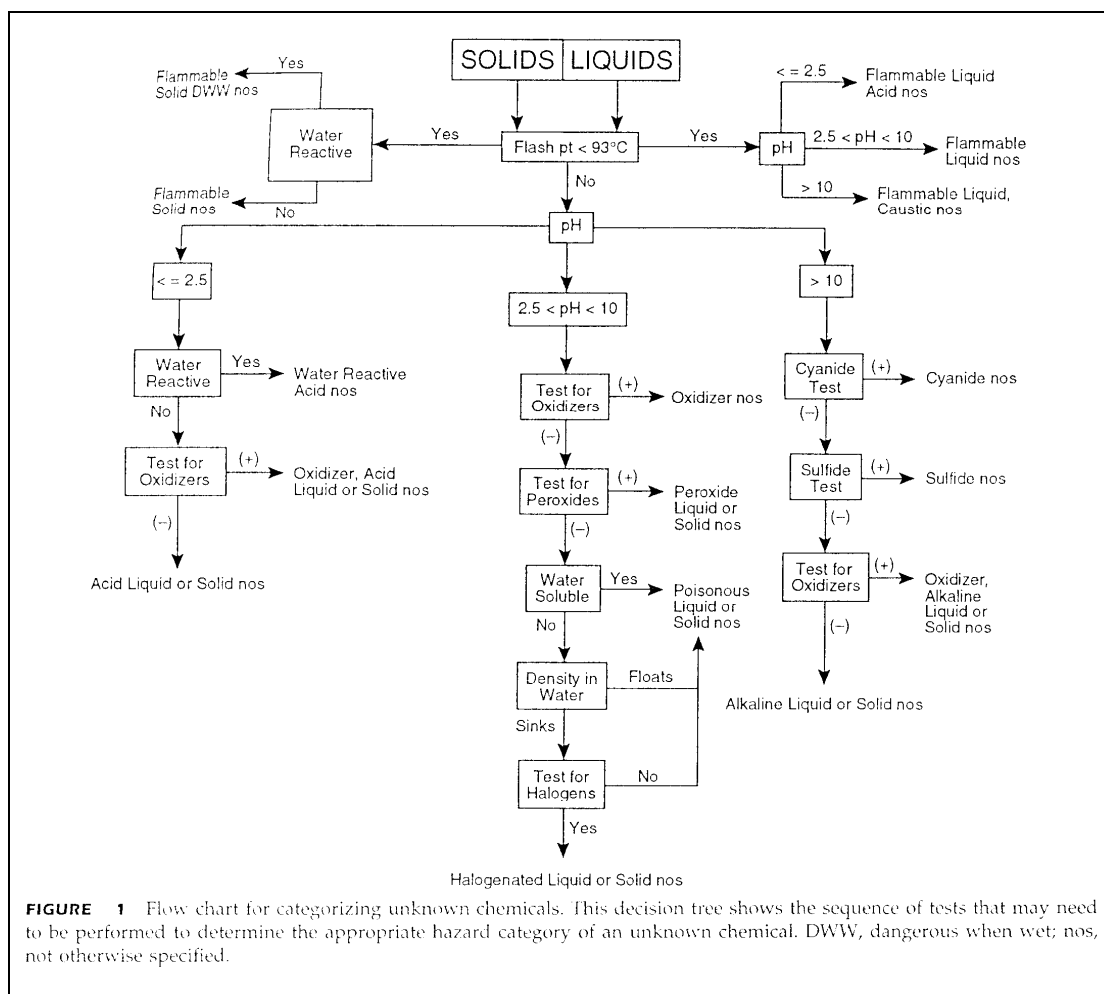 SOLIDS LIQUIDS
Yes
Flammable
Solid DWW nos
Water
Reactive
Yes
Flash pt < 93°C
Yes
pH
< = 2.5
Flammable Liquid
Acid nos
2.5 < pH < 10
Flammable
Liquid nos
> 10
Flammable Liquid,
Caustic nos
Flammable
Solid nos
No
No
pH
< = 2.5
2.5 < pH < 10
> 10
Water
Reactive
Yes
Water Reactive
Acid nos
No
Test for
Oxidizers
(+)
Oxidizer, Acid
Liquid or Solid nos
(–)
Acid Liquid or Solid nos
Test for
Oxidizers
(+)
Oxidizer nos
(–)
Test for
Peroxides
(+)
Peroxide
Liquid or
Solid nos
(–)
Water
Soluble
Yes
Poisonous
Liquid or
Solid nos
No
Density in
Water
Floats
Sinks
Test for
Halogens
No
Yes
Halogenated Liquid or Solid nos
Cyanide
Test
(+)
Cyanide nos
(–)
Sulfide
Test
(+)
Sulfide nos
(–)
Test for
Oxidizers
(+)
Oxidizer,
Alkaline
Liquid or
Solid nos
(–)
Alkaline Liquid or Solid nos
FIGURE 1 Flow chart for categorizing unknown chemicals. This decision tree shows the sequence of tests that may need
to be performed to determine the appropriate hazard category of an unknown chemical. DWW, dangerous when wet; nos,
not otherwise specified.